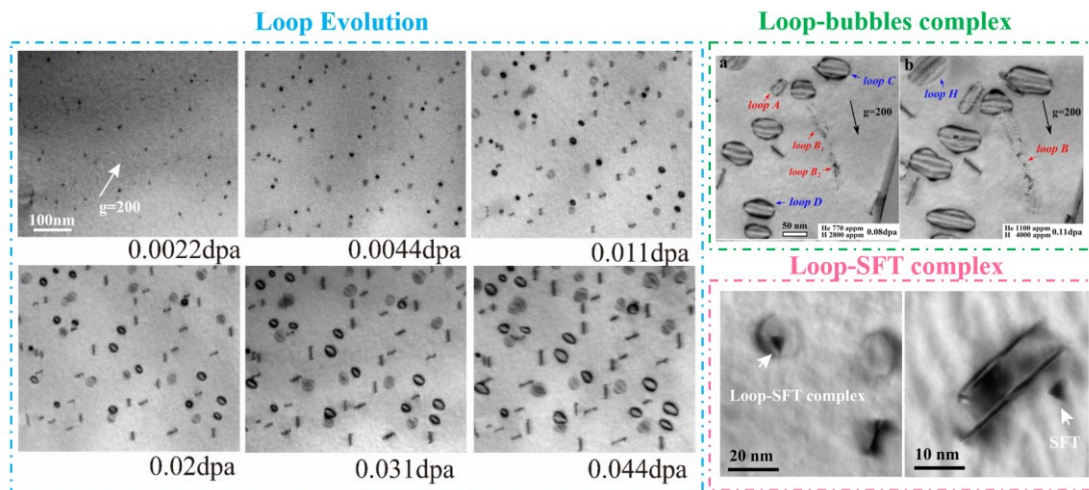 Loop Evolution
g=200
100nm
0.0022dpa
0.0044dpa
0.011dpa
0.02dpa
0.031dpa
0.044dpa
Loop-bubbles complex
a
loop C
loop A
g=200
loop B₁
loop B₂
loop D
50 nm
He 770 appm
H 2800 appm
0.08dpa
b
loop H
g=200
loop B
He 1100 appm
H 4000 appm
0.11dpa
Loop-SFT complex
Loop-SFT complex
20 nm
SFT
10 nm